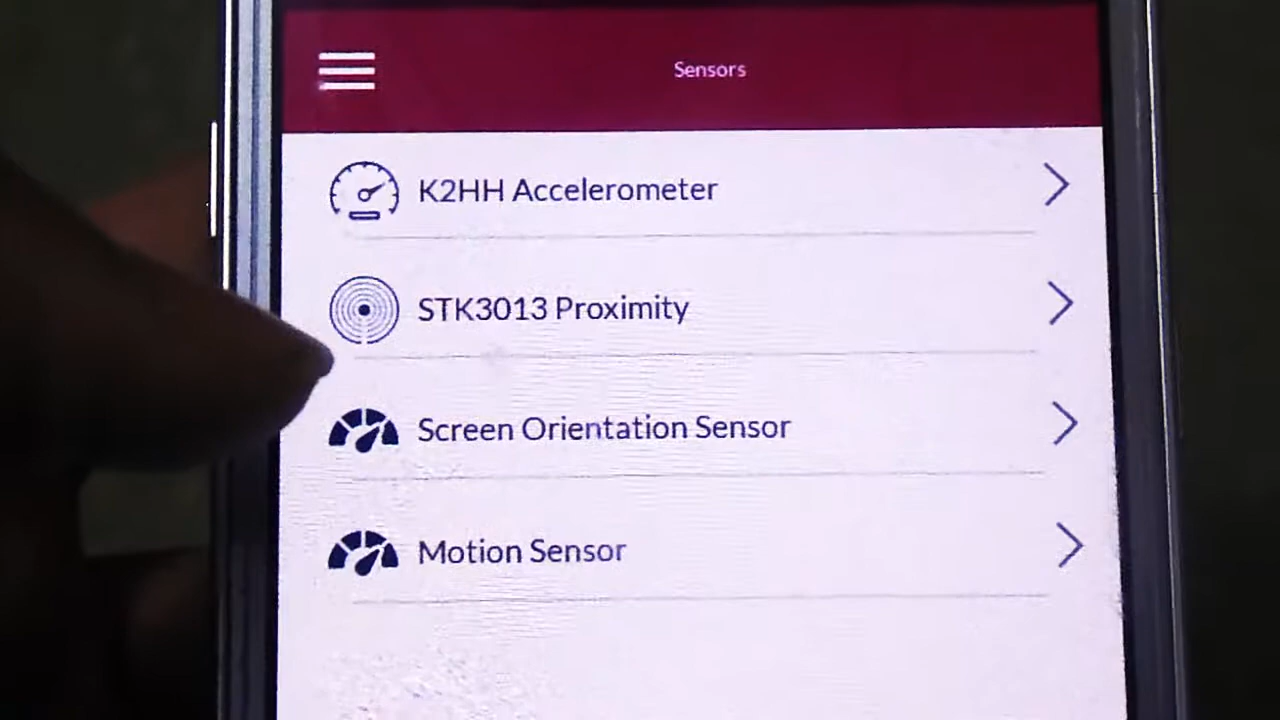 Sensors
K2HH Accelerometer
STK3013 Proximity
Screen Orientation Sensor
Motion Sensor